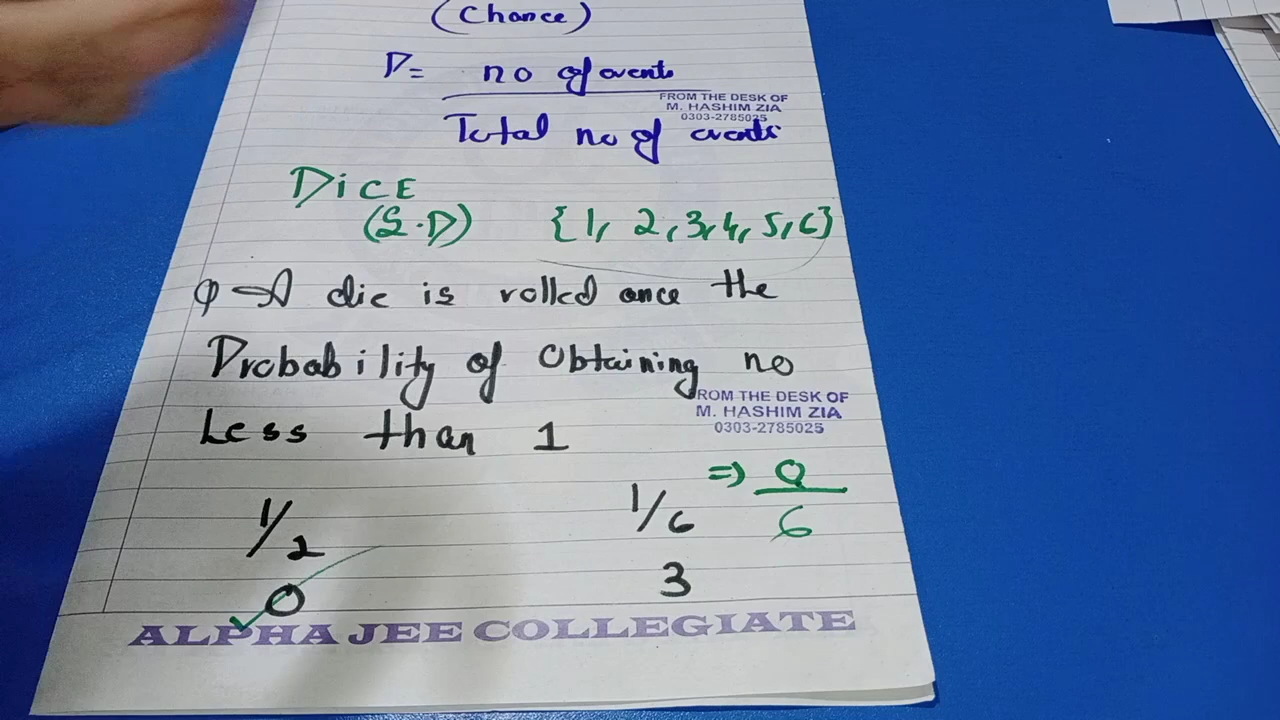 (Chance)
P= no of events
FROM THE DESK OF
M. HASHIM ZIA
0303-2785025
Total no of events
DiCE
(S.D) {1, 2,3,4,5,6}
Q→A die is rolled once the
Probability of Obtaining no
FROM THE DESK OF
M. HASHIM ZIA
0303-2785025
Less than 1
1/2 1/6 => 0/6
0 3
ALPHA JEE COLLEGIATE